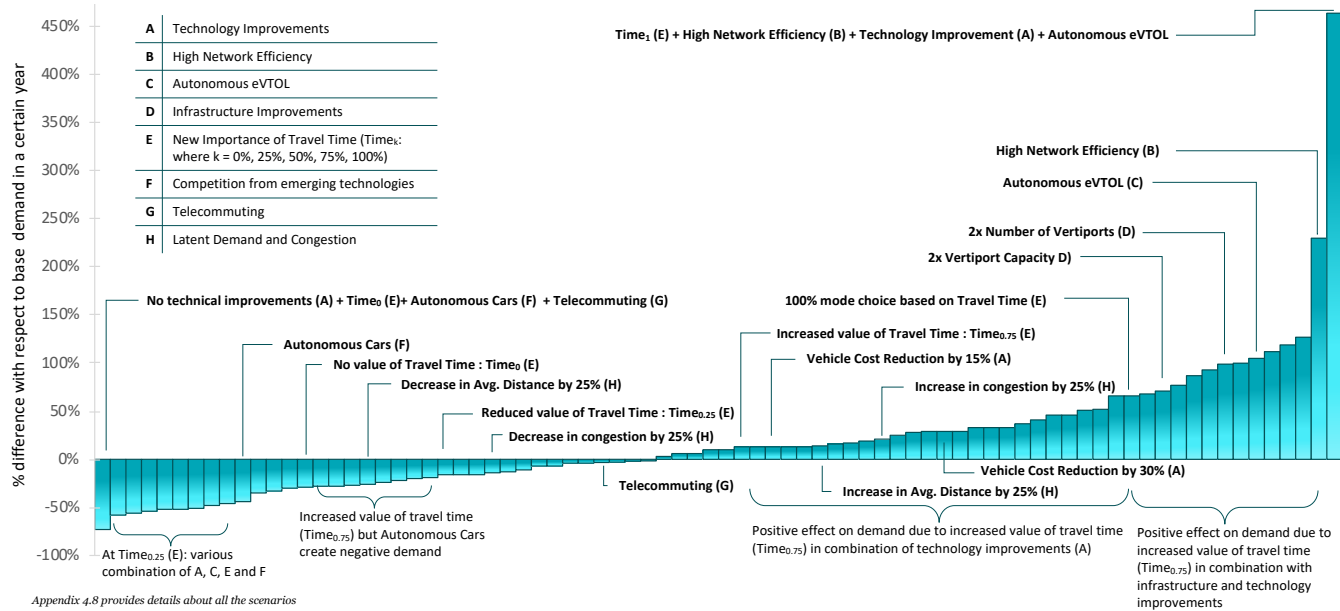 % difference with respect to base demand in a certain year
450%
400%
350%
300%
250%
200%
150%
100%
50%
0%
-50%
-100%
A Technology Improvements
B High Network Efficiency
C Autonomous eVTOL
D Infrastructure Improvements
E New Importance of Travel Time (Timeₖ:
where k = 0%, 25%, 50%, 75%, 100%)
F Competition from emerging technologies
G Telecommuting
H Latent Demand and Congestion
Time₁ (E) + High Network Efficiency (B) + Technology Improvement (A) + Autonomous eVTOL
High Network Efficiency (B)
Autonomous eVTOL (C)
2x Number of Vertiports (D)
2x Vertiport Capacity D)
100% mode choice based on Travel Time (E)
No technical improvements (A) + Time₀ (E)+ Autonomous Cars (F) + Telecommuting (G)
Increased value of Travel Time : Time₀.₇₅ (E)
Autonomous Cars (F)
Vehicle Cost Reduction by 15% (A)
No value of Travel Time : Time₀ (E)
Decrease in Avg. Distance by 25% (H)
Increase in congestion by 25% (H)
Reduced value of Travel Time : Time₀.₂₅ (E)
Decrease in congestion by 25% (H)
Vehicle Cost Reduction by 30% (A)
Telecommuting (G)
Increase in Avg. Distance by 25% (H)
At Time₀.₂₅ (E): various
combination of A, C, E and F
Increased value of travel time
(Time₀.₇₅) but Autonomous Cars
create negative demand
Positive effect on demand due to increased value of travel time
(Time₀.₇₅) in combination of technology improvements (A)
Positive effect on demand due to
increased value of travel time
(Time₀.₇₅) in combination with
infrastructure and technology
improvements
Appendix 4.8 provides details about all the scenarios